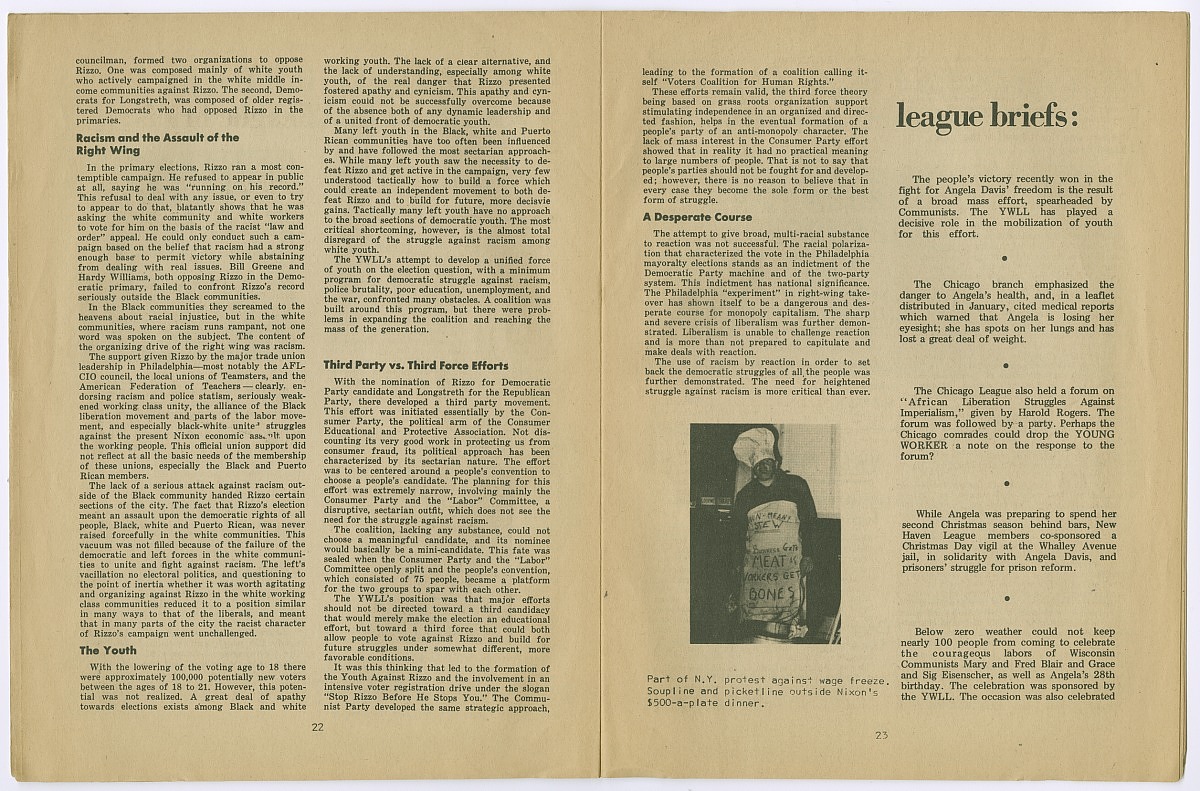 councilman, formed two organizations to oppose
Rizzo. One was composed mainly of white youth
who actively campaigned in the white middle in-
come communities against Rizzo. The second, Demo-
crats for Longstreth, was composed of older regis-
tered Democrats who had opposed Rizzo in the
primaries.
Racism and the Assault of the
Right Wing
In the primary elections, Rizzo ran a most con-
temptible campaign. He refused to appear in public
at all, saying he was "running on his record."
This refusal to deal with any issue, or even to try
to appear to do that, blatantly shows that he was
asking the white community and white workers
to vote for him on the basis of the racist "law and
order" appeal. He could only conduct such a cam-
paign based on the belief that racism had a strong
enough base to permit victory while abstaining
from dealing with real issues. Bill Greene and
Hardy Williams, both opposing Rizzo in the Demo-
cratic primary, failed to confront Rizzo's record
seriously outside the Black communities.
In the Black communities they screamed to the
heavens about racial injustice, but in the white
communities, where racism runs rampant, not one
word was spoken on the subject. The content of
the organizing drive of the right wing was racism.
The support given Rizzo by the major trade union
leadership in Philadelphia—most notably the AFL-
CIO council, the local unions of Teamsters, and the
American Federation of Teachers — clearly. en-
dorsing racism and police statism, seriously weak-
ened working class unity, the alliance of the Black
liberation movement and parts of the labor move-
ment, and especially black-white united struggles
against the present Nixon economic assault upon
the working people. This official union support did
not reflect at all the basic needs of the membership
of these unions, especially the Black and Puerto
Rican members.
The lack of a serious attack against racism out-
side of the Black community handed Rizzo certain
sections of the city. The fact that Rizzo's election
meant an assault upon the democratic rights of all
people, Black, white and Puerto Rican, was never
raised forcefully in the white communities. This
vacuum was not filled because of the failure of the
democratic and left forces in the white communi-
ties to unite and fight against racism. The left's
vacillation no electoral politics, and questioning to
the point of inertia whether it was worth agitating
and organizing against Rizzo in the white working
class communities reduced it to a position similar
in many ways to that of the liberals, and meant
that in many parts of the city the racist character
of Rizzo's campaign went unchallenged.
The Youth
With the lowering of the voting age to 18 there
were approximately 100,000 potential new voters
between the ages of 18 to 21. However, this poten-
tial was not realized. A great deal of apathy
towards elections exists among Black and white
working youth. The lack of a clear alternative, and
the lack of understanding, especially among white
youth, of the real danger that Rizzo presented
fostered apathy and cynicism. This apathy and cyn-
icism could not be successfully overcome because
of the absence both of any dynamic leadership and
of a united front of democratic youth.
Many left youth in the Black, white and Puerto
Rican communities have too often been influenced
by and have followed the most sectarian approach-
es. While many left youth saw the necessity to de-
feat Rizzo and get active in the campaign, very few
understood tactically how to build a force which
could create an independent movement to both de-
feat Rizzo and to build for future, more decisvie
gains. Tactically many left youth have no approach
to the broad sections of democratic youth. The most
critical shortcoming, however, is the almost total
disregard of the struggle against racism among
white youth.
The YWLL's attempt to develop a unified force
of youth on the election question, with a minimum
program for democratic struggle against racism,
police brutality, poor education, unemployment, and
the war, confronted many obstacles. A coalition was
built around this program, but there were prob-
lems in expanding the coalition and reaching the
mass of the generation.
Third Party vs. Third Force Efforts
With the nomination of Rizzo for Democratic
Party candidate and Longstreth for the Republican
Party, there developed a third party movement.
This effort was initiated essentially by the Con-
sumer Party, the political arm of the Consumer
Educational and Protective Association. Not dis-
counting its very good work in protecting us from
consumer fraud, its political approach has been
characterized by its sectarian nature. The effort
was to be centered around a people's convention to
choose a people's candidate. The planning for this
effort was extremely narrow, involving mainly the
Consumer Party and the "Labor" Committee, a
disruptive, sectarian outfit, which does not see the
need for the struggle against racism.
The coalition, lacking any substance, could not
choose a meaningful candidate, and its nominee
would basically be a mini-candidate. This fate was
sealed when the Consumer Party and the "Labor"
Committee openly split and the people's convention,
which consisted of 75 people, became a platform
for the two groups to spar with each other.
The YWLL's position was that major efforts
should not be directed toward a third candidacy
that would merely make the election an educational
effort, but toward a third force that could both
allow people to vote against Rizzo and build for
future struggles under somewhat different, more
favorable conditions.
It was this thinking that led to the formation of
the Youth Against Rizzo and the involvement in an
intensive voter registration drive under the slogan
"Stop Rizzo Before He Stops You." The Commu-
nist Party developed the same strategic approach,
22
leading to the formation of a coalition calling it-
self "Voters Coalition for Human Rights."
These efforts remain valid, the third force theory
being based on grass roots organization support
stimulating independence in an organized and direc-
ted fashion, helps in the eventual formation of a
people's party of an anti-monopoly character. The
lack of mass interest in the Consumer Party effort
showed that in reality it had no practical meaning
to large numbers of people. That is not to say that
people's parties should not be fought for and develop-
ed; however, there is no reason to believe that in
every case they become the sole form or the best
form of struggle.
A Desperate Course
The attempt to give broad, multi-racial substance
to reaction was not successful. The racial polariza-
tion that characterized the vote in the Philadelphia
mayoralty elections stands as an indictment of the
Democratic Party machine and of the two-party
system. This indictment has national significance.
The Philadelphia "experiment" in right-wing take-
over has shown itself to be a dangerous and des-
perate course for monopoly capitalism. The sharp
and severe crisis of liberalism was further demon-
strated. Liberalism is unable to challenge reaction
and is more than not prepared to capitulate and
make deals with reaction.
The use of racism by reaction in order to set
back the democratic struggles of all the people was
further demonstrated. The need for heightened
struggle against racism is more critical than ever.
STEW
MEAT
WORKERS GET
BONES
Part of N.Y. protest against wage freeze.
Soupline and picketline outside Nixon's
$500-a-plate dinner.
league briefs:
The people's victory recently won in the
fight for Angela Davis' freedom is the result
of a broad mass effort, spearheaded by
Communists. The YWLL has played a
decisive role in the mobilization of youth
for this effort.
•
The Chicago branch emphasized the
danger to Angela's health, and, in a leaflet
distributed in January, cited medical reports
which warned that Angela is losing her
eyesight; she has spots on her lungs and has
lost a great deal of weight.
•
The Chicago League also held a forum on
"African Liberation Struggles Against
Imperialism," given by Harold Rogers. The
forum was followed by a party. Perhaps the
Chicago comrades could drop the YOUNG
WORKER a note on the response to the
forum?
•
While Angela was preparing to spend her
second Christmas season behind bars, New
Haven League members co-sponsored a
Christmas Day vigil at the Whalley Avenue
jail, in solidarity with Angela Davis, and
prisoners' struggle for prison reform.
•
Below zero weather could not keep
nearly 100 people from coming to celebrate
the courageous labors of Wisconsin
Communists Mary and Fred Blair and Grace
and Sig Eisenscher, as well as Angela's 28th
birthday. The celebration was sponsored by
the YWLL. The occasion was also celebrated
23